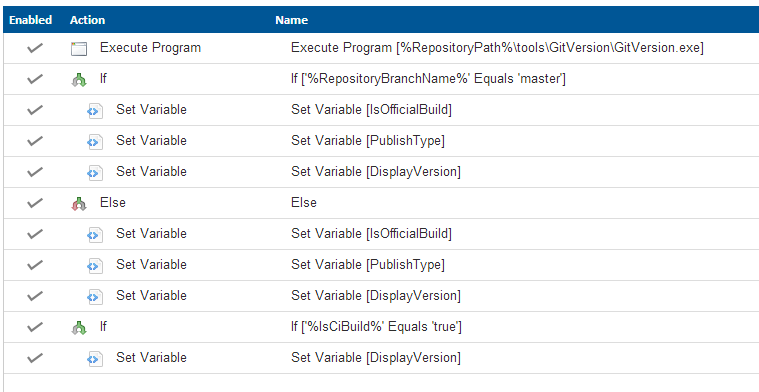 Enabled Action Name
Execute Program Execute Program [%RepositoryPath%\tools\GitVersion\GitVersion.exe]
If If ['%RepositoryBranchName%' Equals 'master']
Set Variable Set Variable [IsOfficialBuild]
Set Variable Set Variable [PublishType]
Set Variable Set Variable [DisplayVersion]
Else Else
Set Variable Set Variable [IsOfficialBuild]
Set Variable Set Variable [PublishType]
Set Variable Set Variable [DisplayVersion]
If If ['%IsCiBuild%' Equals 'true']
Set Variable Set Variable [DisplayVersion]